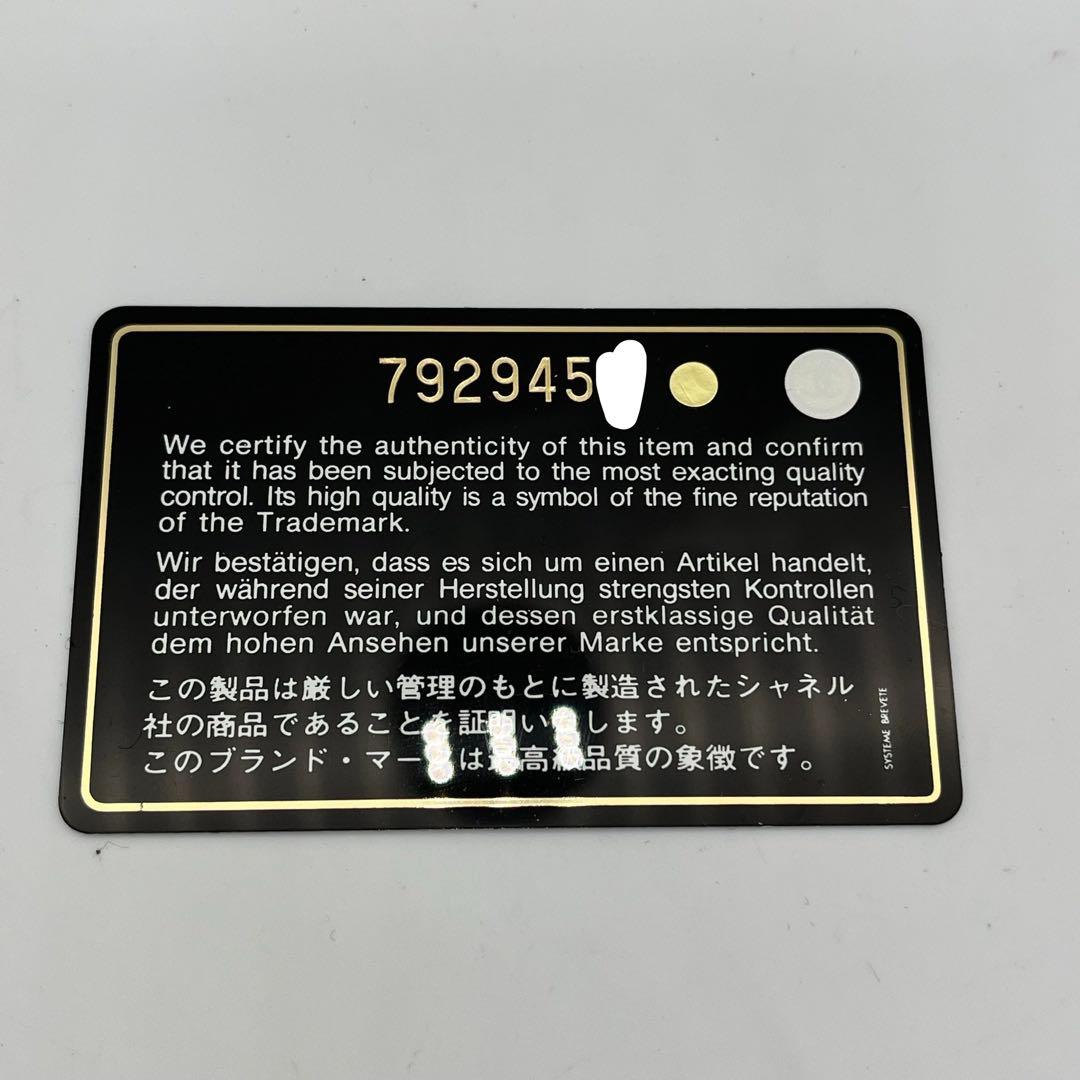 792945
We certify the authenticity of this item and confirm
that it has been subjected to the most exacting quality
control. Its high quality is a symbol of the fine reputation
of the Trademark.
Wir bestätigen, dass es sich um einen Artikel handelt,
der während seiner Herstellung strengsten Kontrollen
unterworfen war, und dessen erstklassige Qualität
dem hohen Ansehen unserer Marke entspricht.
この製品は厳しい管理のもとに製造されたシャネル
社の商品であることを証明いたします。
このブランド・マークは最高級品質の象徴です。
SYSTEME BREVETE